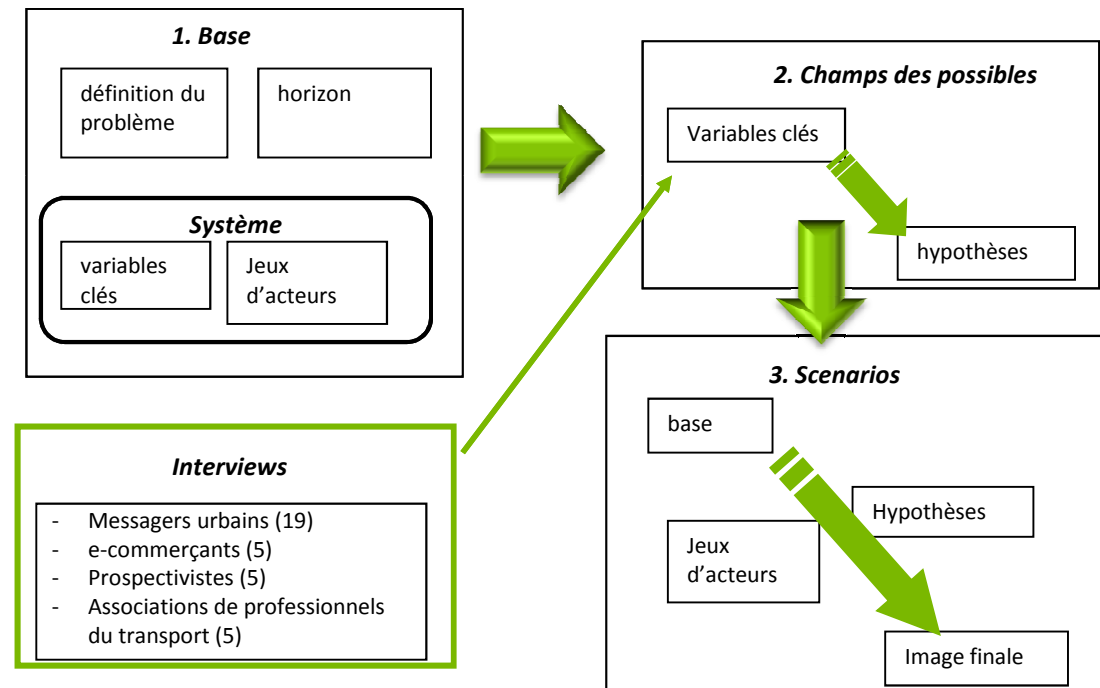 1. Base
définition du
problème
horizon
Système
variables
clés
Jeux
d'acteurs
2. Champs des possibles
Variables clés
hypothèses
Interviews
- Messagers urbains (19)
- e-commerçants (5)
- Prospectivistes (5)
- Associations de professionnels
du transport (5)
3. Scenarios
base
Hypothèses
Jeux
d'acteurs
Image finale